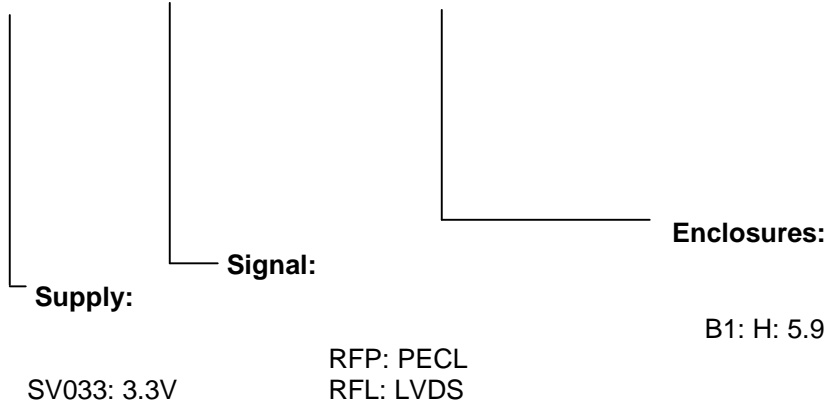 Enclosures:
Signal:
Supply:
B1: H: 5.9
RFP: PECL
SV033: 3.3V RFL: LVDS